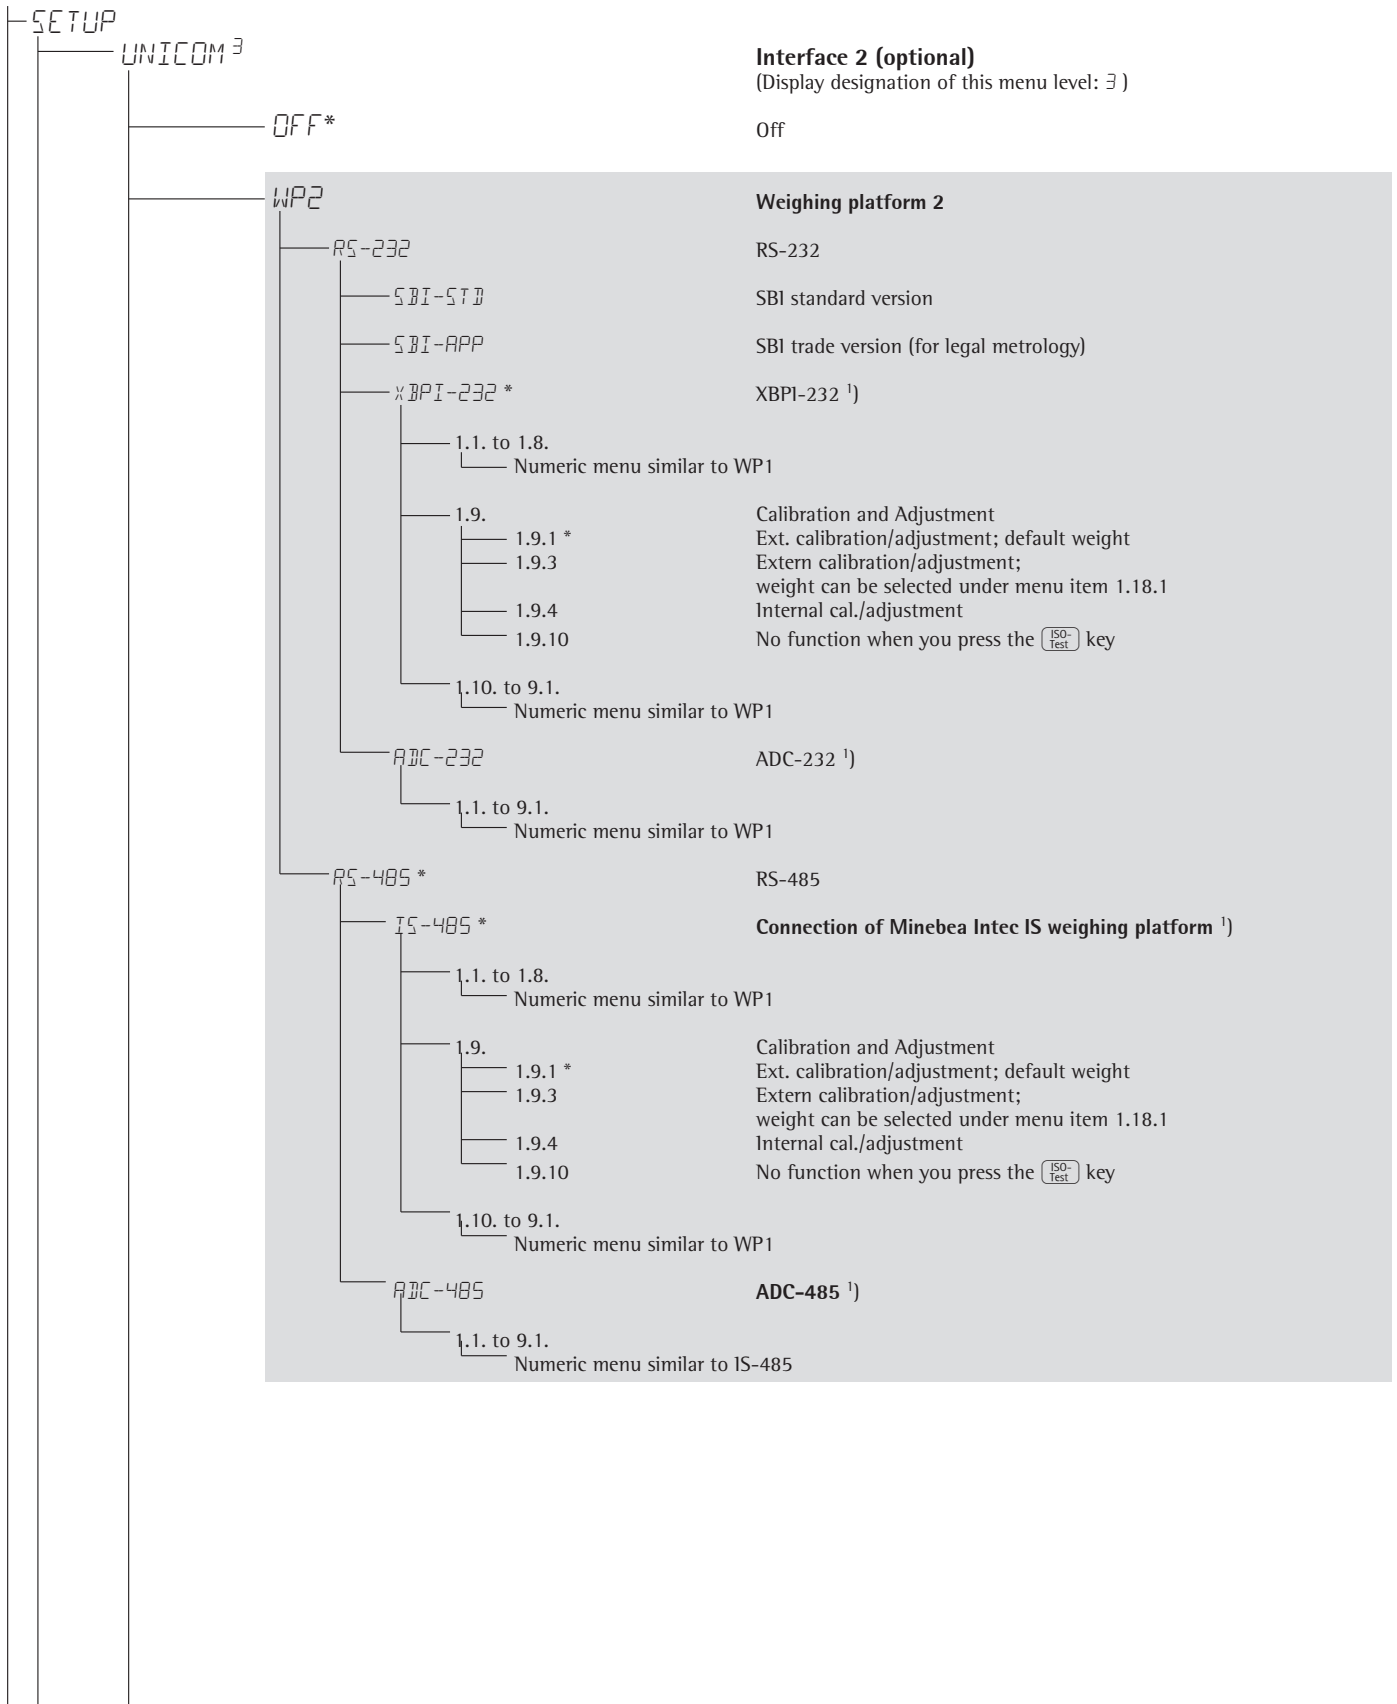 SETUP
UNICOM 3
Interface 2 (optional)
(Display designation of this menu level: 3 )
OFF*
Off
WP2
Weighing platform 2
RS-232
RS-232
SBI-STD
SBI standard version
SBI-APP
SBI trade version (for legal metrology)
XBPI-232 *
XBPI-232 ¹)
1.1. to 1.8.
Numeric menu similar to WP1
1.9.
Calibration and Adjustment
1.9.1 *
Ext. calibration/adjustment; default weight
1.9.3
Extern calibration/adjustment;
weight can be selected under menu item 1.18.1
1.9.4
Internal cal./adjustment
1.9.10
No function when you press the ISO-Test key
1.10. to 9.1.
Numeric menu similar to WP1
ADC-232
ADC-232 ¹)
1.1. to 9.1.
Numeric menu similar to WP1
RS-485 *
RS-485
IS-485 *
Connection of Minebea Intec IS weighing platform ¹)
1.1. to 1.8.
Numeric menu similar to WP1
1.9.
Calibration and Adjustment
1.9.1 *
Ext. calibration/adjustment; default weight
1.9.3
Extern calibration/adjustment;
weight can be selected under menu item 1.18.1
1.9.4
Internal cal./adjustment
1.9.10
No function when you press the ISO-Test key
1.10. to 9.1.
Numeric menu similar to WP1
ADC-485
ADC-485 ¹)
1.1. to 9.1.
Numeric menu similar to IS-485